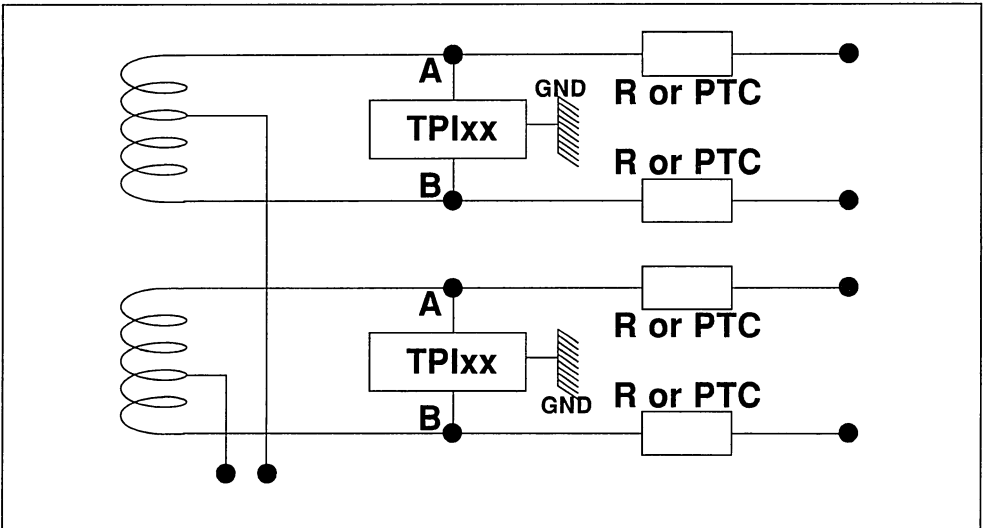 A
GND
R or PTC
TPIxx
R or PTC
B
A
R or PTC
TPIxx
GND
R or PTC
B